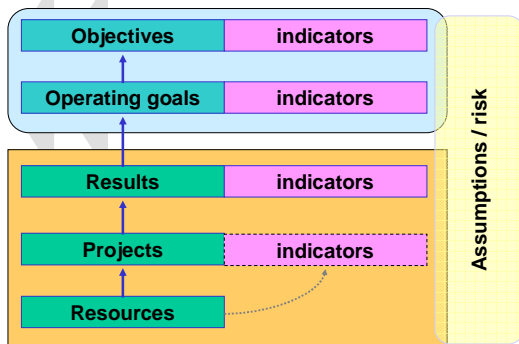 Objectives indicators
Operating goals indicators
Results indicators
Projects indicators
Resources
Assumptions / risk